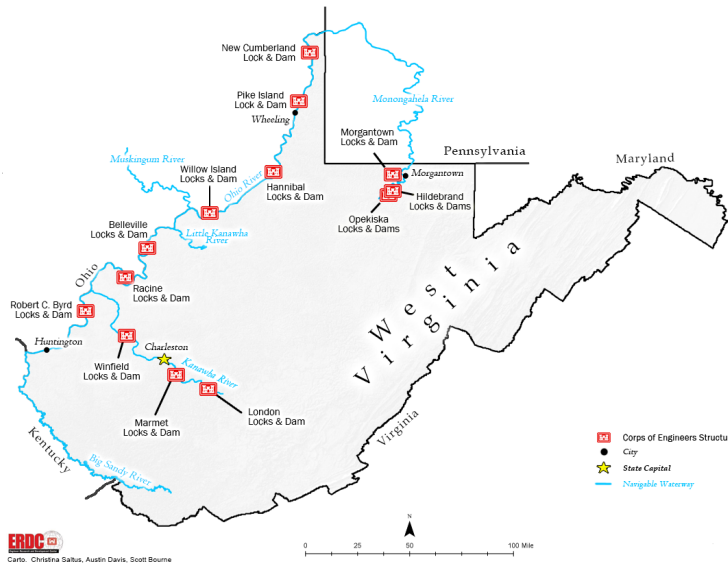 New Cumberland
Lock & Dam
Pike Island
Lock & Dam
Wheeling
Monongahela River
Morgantown
Lock & Dam
Pennsylvania
Maryland
Muskingum River
Willow Island
Locks & Dam
Ohio River
Hannibal
Locks & Dam
Morgantown
Hildebrand
Locks & Dams
Opekiska
Locks & Dams
Belleville
Locks & Dam
Little Kanawha
River
Ohio
Racine
Locks & Dam
West
Virginia
Robert C. Byrd
Locks & Dam
Huntington
Charleston
Winfield
Locks & Dam
Kanawha River
Marmet
Locks & Dam
London
Locks & Dam
Kentucky
Big Sandy River
Virginia
Corps of Engineers Structu
City
State Capital
Navigable Waterway
N
0 25 50 100 Mile
ERDC
Carto. Christina Saltus, Austin Davis, Scott Bourne